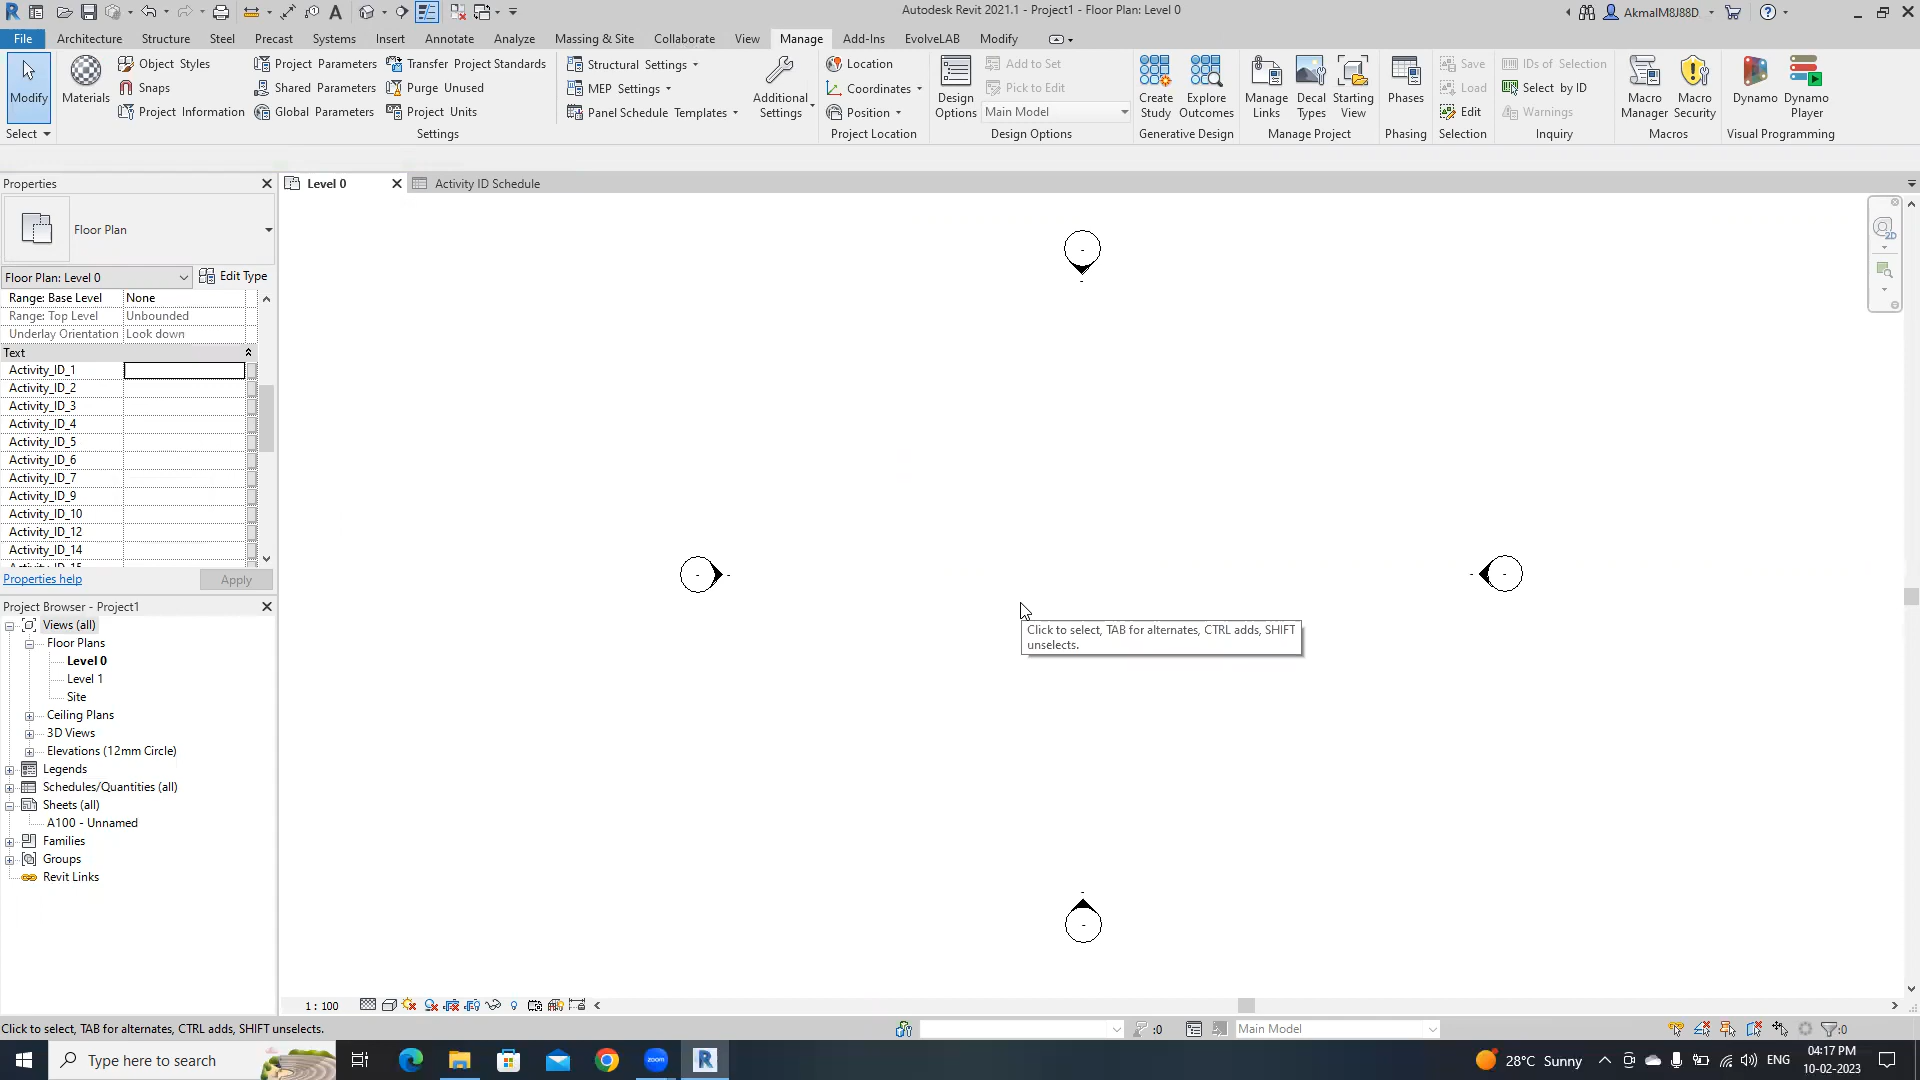 Autodesk Revit 2021.1 - Project1 - Floor Plan: Level 0
AkmalM8J88D
File Architecture Structure Steel Precast Systems Insert Annotate Analyze Massing & Site Collaborate View Manage Add-Ins EvolveLAB Modify
Modify
Select
Materials
Object Styles
Snaps
Project Information
Project Parameters
Shared Parameters
Global Parameters
Transfer Project Standards
Purge Unused
Project Units
Settings
Structural Settings
MEP Settings
Panel Schedule Templates
Additional
Settings
Location
Coordinates
Position
Project Location
Design
Options
Add to Set
Pick to Edit
Main Model
Design Options
Create
Study
Explore
Outcomes
Generative Design
Manage
Links
Decal
Types
Starting
View
Manage Project
Phases
Phasing
Save
Load
Edit
Selection
IDs of Selection
Select by ID
Warnings
Inquiry
Macro
Manager
Macro
Security
Macros
Dynamo
Dynamo
Player
Visual Programming
Properties
Level 0
Activity ID Schedule
Floor Plan
Floor Plan: Level 0
Edit Type
Range: Base Level None
Range: Top Level Unbounded
Underlay Orientation Look down
Text
Activity_ID_1
Activity_ID_2
Activity_ID_3
Activity_ID_4
Activity_ID_5
Activity_ID_6
Activity_ID_7
Activity_ID_9
Activity_ID_10
Activity_ID_12
Activity_ID_14
Properties help
Apply
Project Browser - Project1
Views (all)
Floor Plans
Level 0
Level 1
Site
Ceiling Plans
3D Views
Elevations (12mm Circle)
Legends
Schedules/Quantities (all)
Sheets (all)
A100 - Unnamed
Families
Groups
Revit Links
2D
Click to select, TAB for alternates, CTRL adds, SHIFT
unselects.
1 : 100
Click to select, TAB for alternates, CTRL adds, SHIFT unselects.
:0
Main Model
:0
Type here to search
zoom
R
28°C Sunny
ENG
04:17 PM
10-02-2023